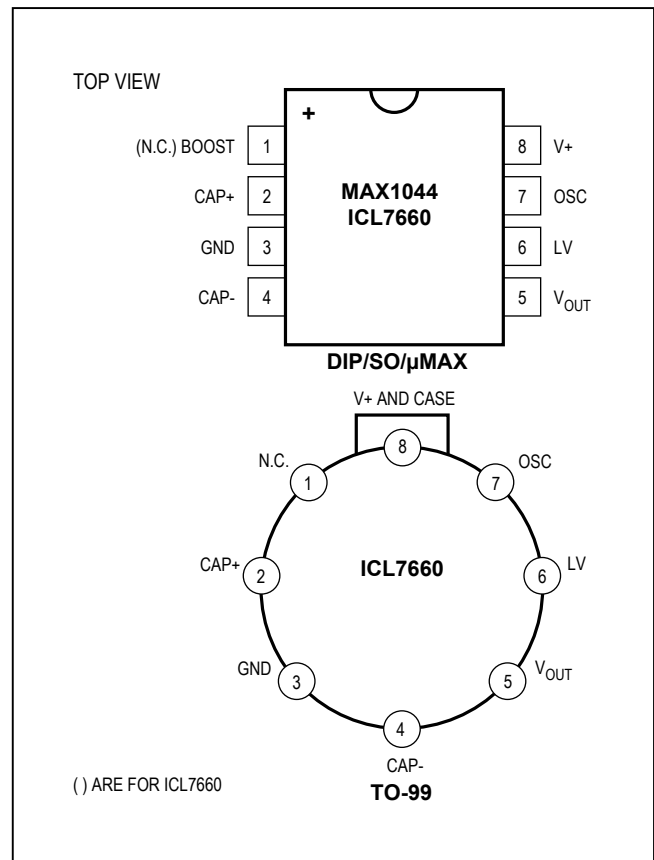 TOP VIEW
+
(N.C.) BOOST 1
8 V+
CAP+ 2
MAX1044
7 OSC
ICL7660
GND 3
6 LV
CAP- 4
5 VOUT
DIP/SO/µMAX
V+ AND CASE
8
N.C.
1
OSC
7
CAP+
2
ICL7660
6
LV
GND
3
5
VOUT
4
CAP-
( ) ARE FOR ICL7660
TO-99